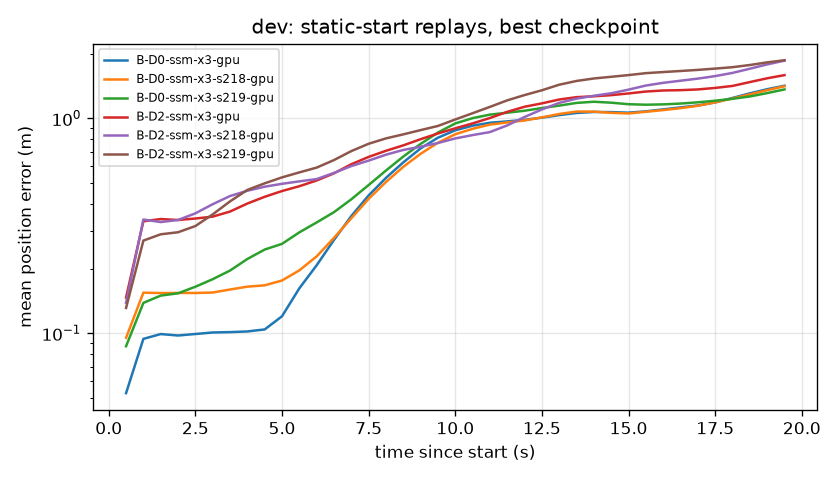 dev: static-start replays, best checkpoint
B-D0-ssm-x3-gpu
B-D0-ssm-x3-s218-gpu
B-D0-ssm-x3-s219-gpu
B-D2-ssm-x3-gpu
B-D2-ssm-x3-s218-gpu
B-D2-ssm-x3-s219-gpu
10⁰
10⁻¹
mean position error (m)
0.0 2.5 5.0 7.5 10.0 12.5 15.0 17.5 20.0
time since start (s)